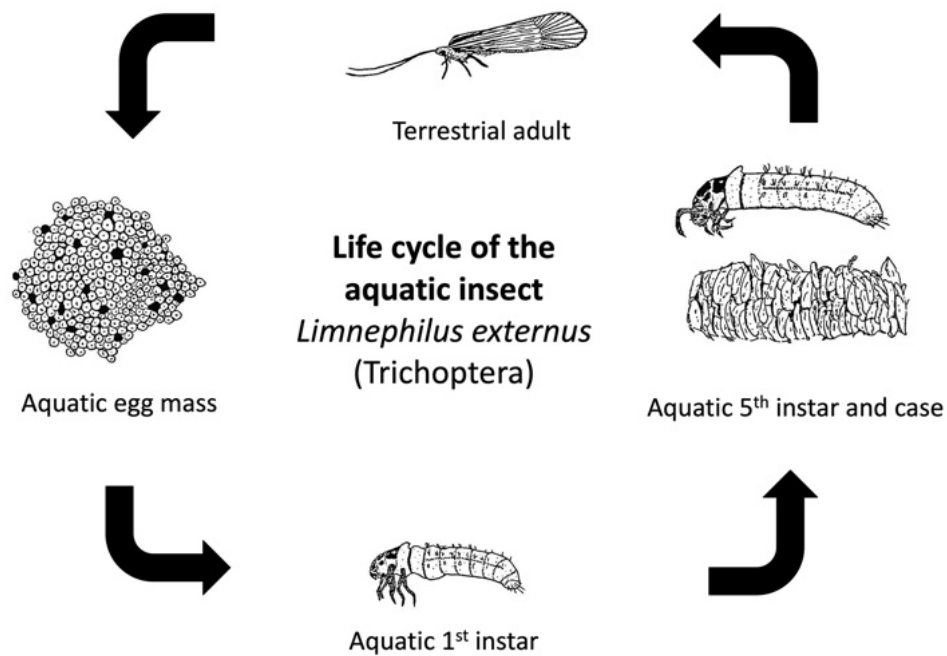 Terrestrial adult
Life cycle of the
aquatic insect
Limnephilus externus
(Trichoptera)
Aquatic egg mass
Aquatic 5th instar and case
Aquatic 1st instar